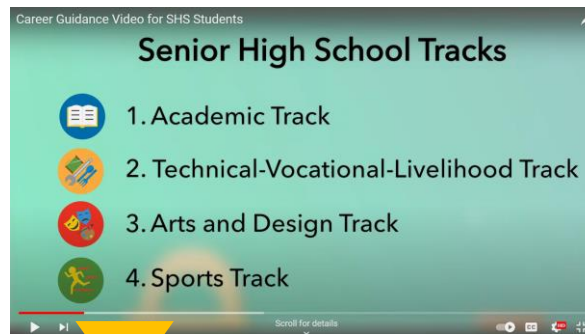 Career Guidance Video for SHS Students
Senior High School Tracks
1. Academic Track
2. Technical-Vocational-Livelihood Track
3. Arts and Design Track
4. Sports Track
Scroll for details